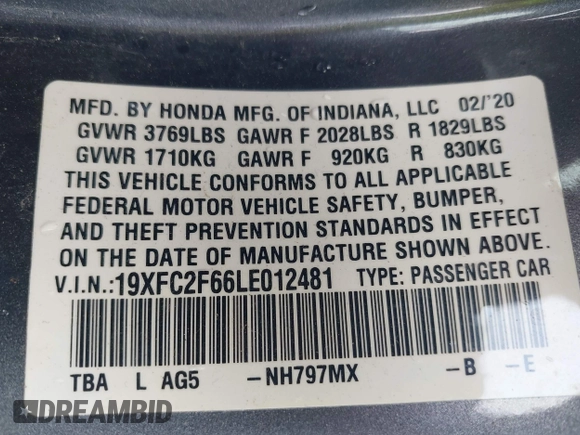 MFD. BY HONDA MFG. OF INDIANA, LLC 02/'20
GVWR 3769LBS GAWR F 2028LBS R 1829LBS
GVWR 1710KG GAWR F 920KG R 830KG
THIS VEHICLE CONFORMS TO ALL APPLICABLE
FEDERAL MOTOR VEHICLE SAFETY, BUMPER,
AND THEFT PREVENTION STANDARDS IN EFFECT
ON THE DATE OF MANUFACTURE SHOWN ABOVE.
V.I.N.:19XFC2F66LE012481 TYPE: PASSENGER CAR
TBA L AG5 -NH797MX -B -E
DREAMBID